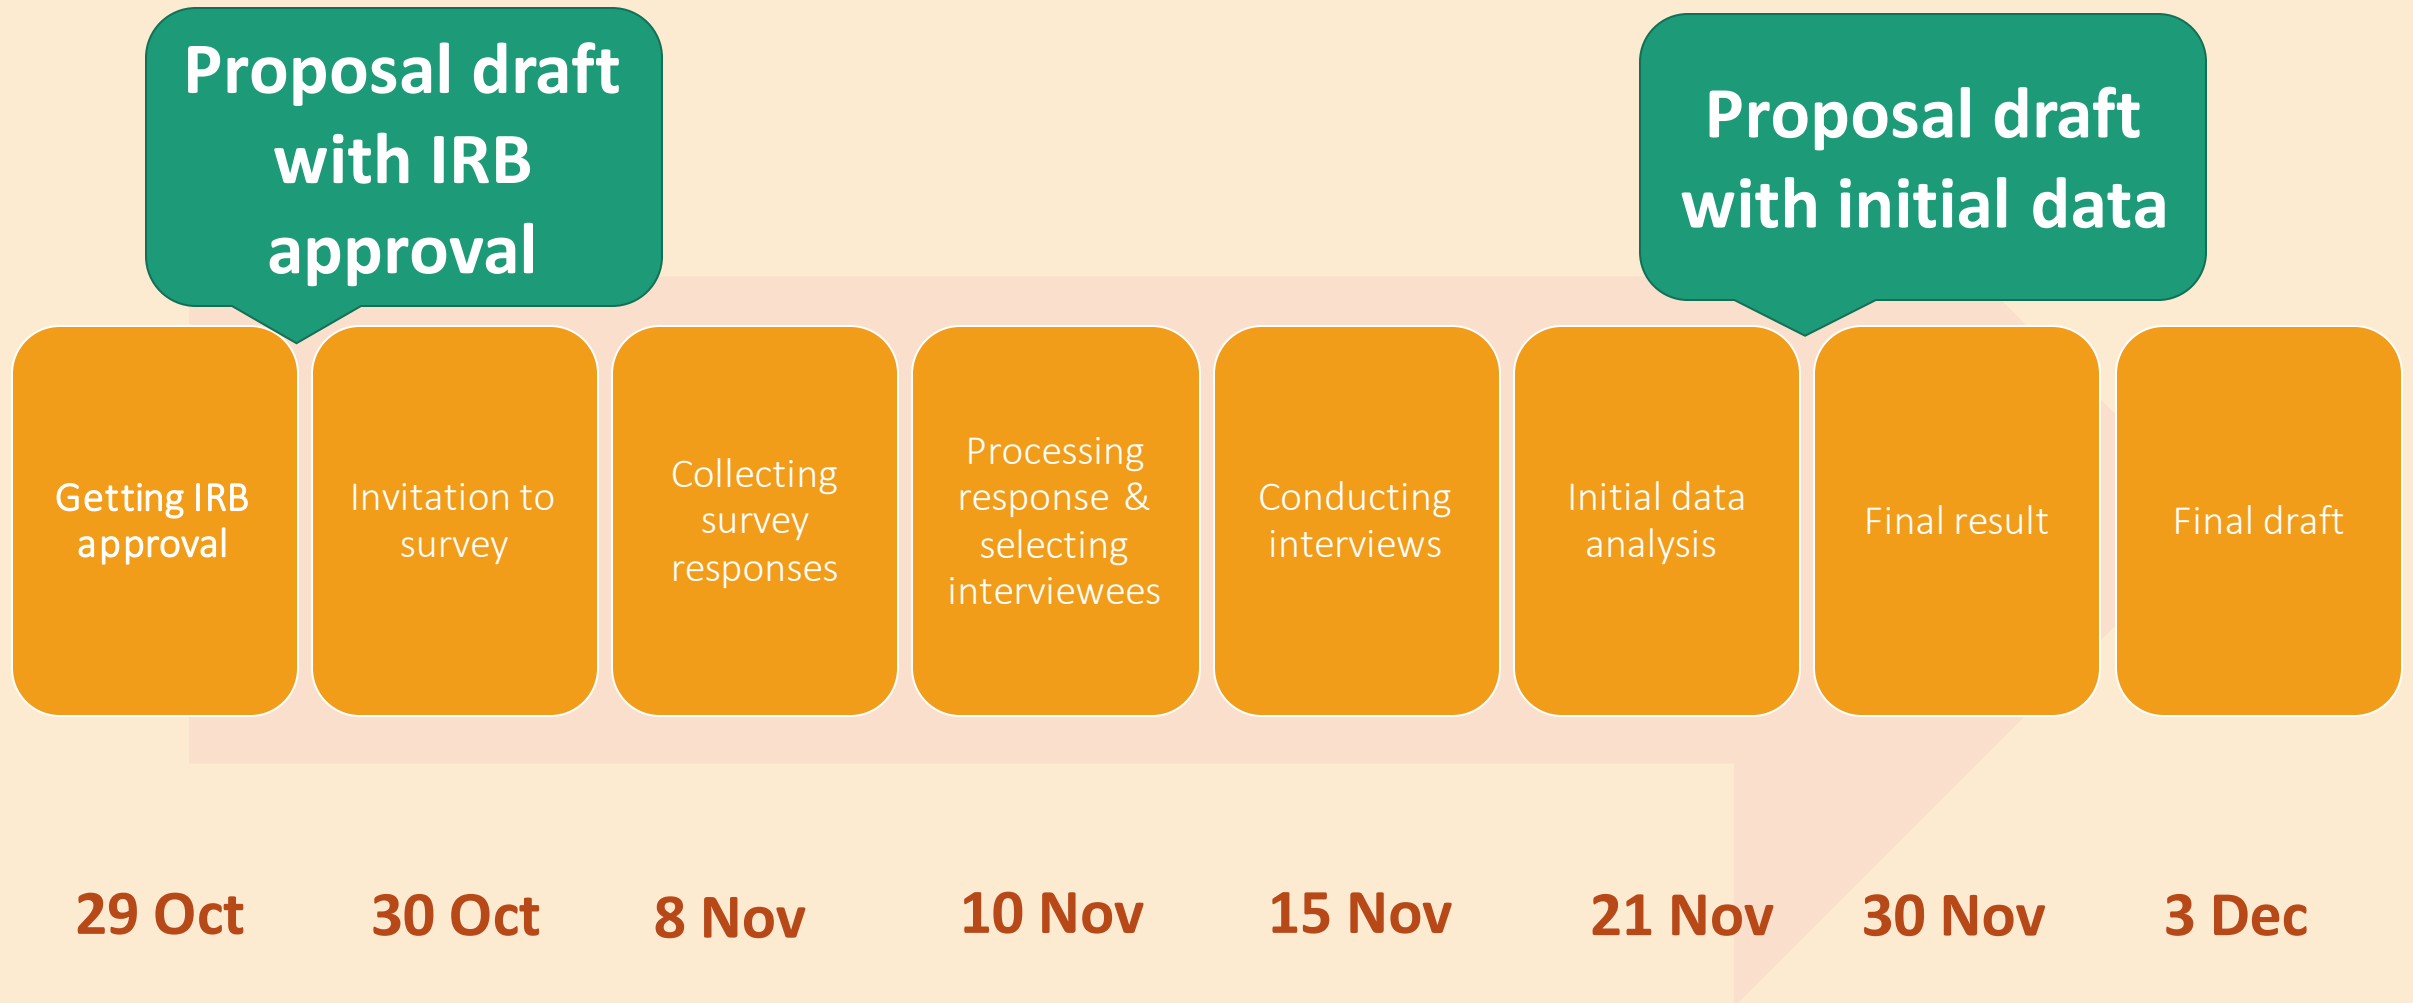 Proposal draft
with IRB
approval
Proposal draft
with initial data
Getting IRB
approval
Invitation to
survey
Collecting
survey
responses
Processing
response &
selecting
interviewees
Conducting
interviews
Initial data
analysis
Final result
Final draft
29 Oct
30 Oct
8 Nov
10 Nov
15 Nov
21 Nov
30 Nov
3 Dec